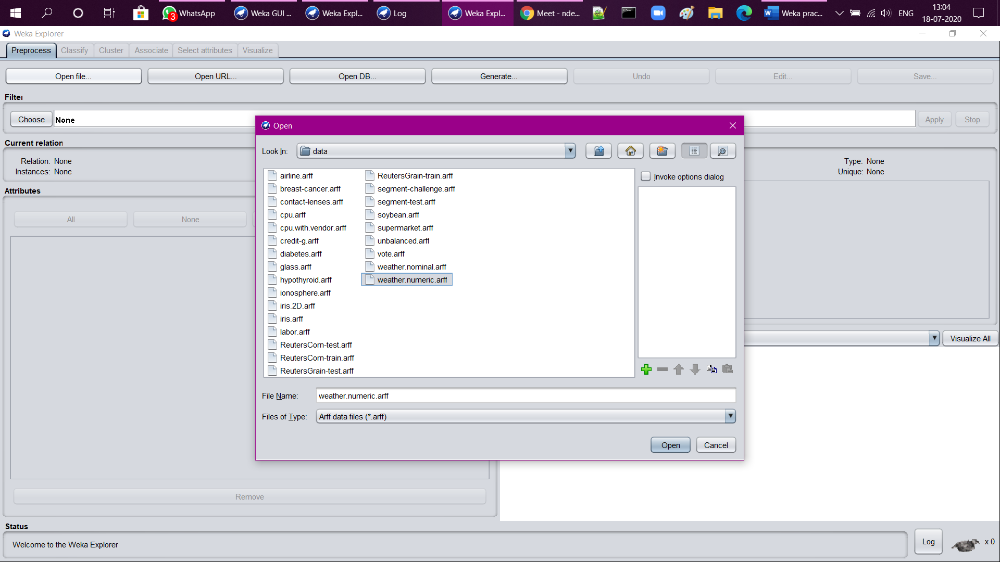 3 WhatsApp Weka GUI ... Weka Expl... Log Weka Expl... Meet - nde... Weka prac... ENG 13:04
18-07-2020
Weka Explorer
Preprocess Classify Cluster Associate Select attributes Visualize
Open file... Open URL... Open DB... Generate... Undo Edit... Save...
Filter
Choose None Apply Stop
Open
Current relation
Relation: None
Instances: None
Type: None
Unique: None
Attributes
All None
Look In: data
airline.arff
breast-cancer.arff
contact-lenses.arff
cpu.arff
cpu.with.vendor.arff
credit-g.arff
diabetes.arff
glass.arff
hypothyroid.arff
ionosphere.arff
iris.2D.arff
iris.arff
labor.arff
ReutersCorn-test.arff
ReutersCorn-train.arff
ReutersGrain-test.arff
ReutersGrain-train.arff
segment-challenge.arff
segment-test.arff
soybean.arff
supermarket.arff
unbalanced.arff
vote.arff
weather.nominal.arff
weather.numeric.arff
Invoke options dialog
File Name: weather.numeric.arff
Files of Type: Arff data files (*.arff)
Open Cancel
Visualize All
Remove
Status
Welcome to the Weka Explorer
Log x 0